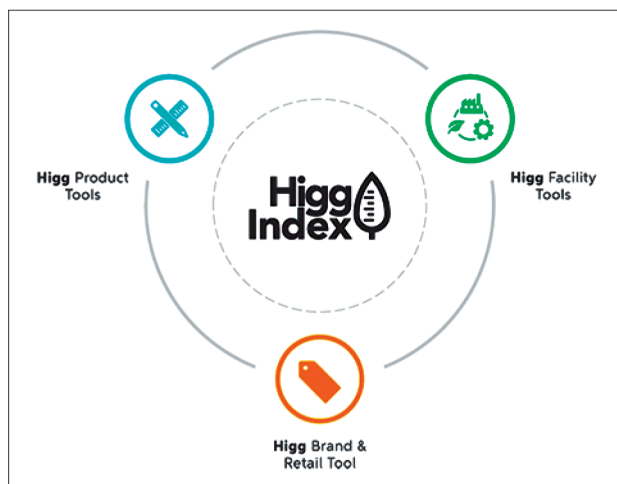 Higg Product
Tools
Higg Facility
Tools
Higg
Index
Higg Brand &
Retail Tool